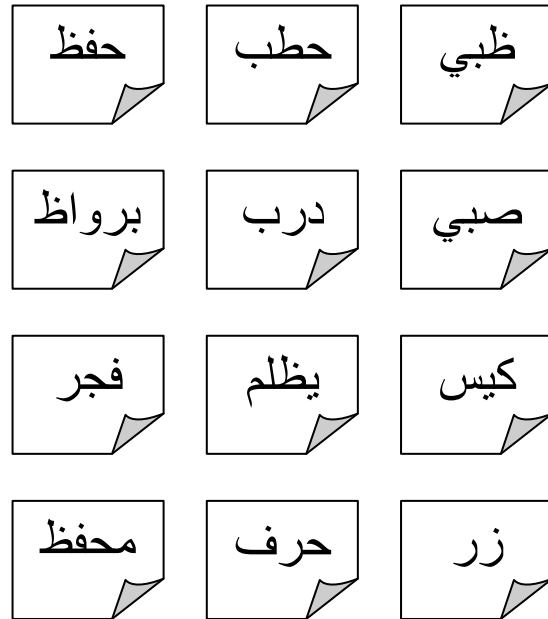 ظبي حطب حفظ
صبي درب برواظ
كيس يظلم فجر
زر حرف محفظ